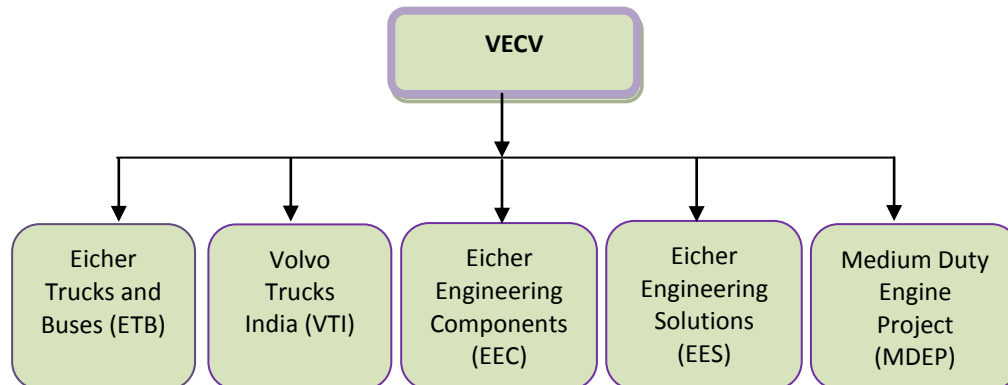 VECV
Eicher
Trucks and
Buses (ETB)
Volvo
Trucks
India (VTI)
Eicher
Engineering
Components
(EEC)
Eicher
Engineering
Solutions
(EES)
Medium Duty
Engine
Project
(MDEP)